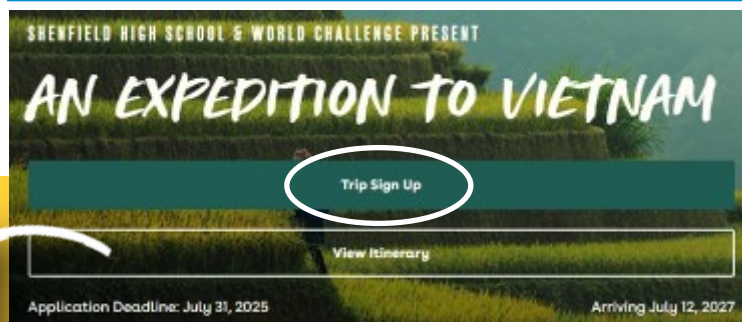 SHENFIELD HIGH SCHOOL & WORLD CHALLENGE PRESENT
AN EXPEDITION TO VIETNAM
Trip Sign Up
View Itinerary
Application Deadline: July 31, 2025 Arriving July 12, 2027